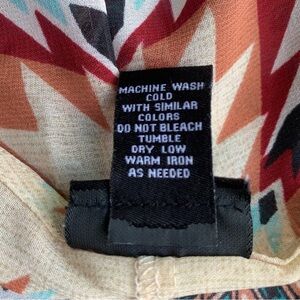 MACHINE WASH
COLD
WITH SIMILAR
COLORS
DO NOT BLEACH
TUMBLE
DRY LOW
WARM IRON
AS NEEDED